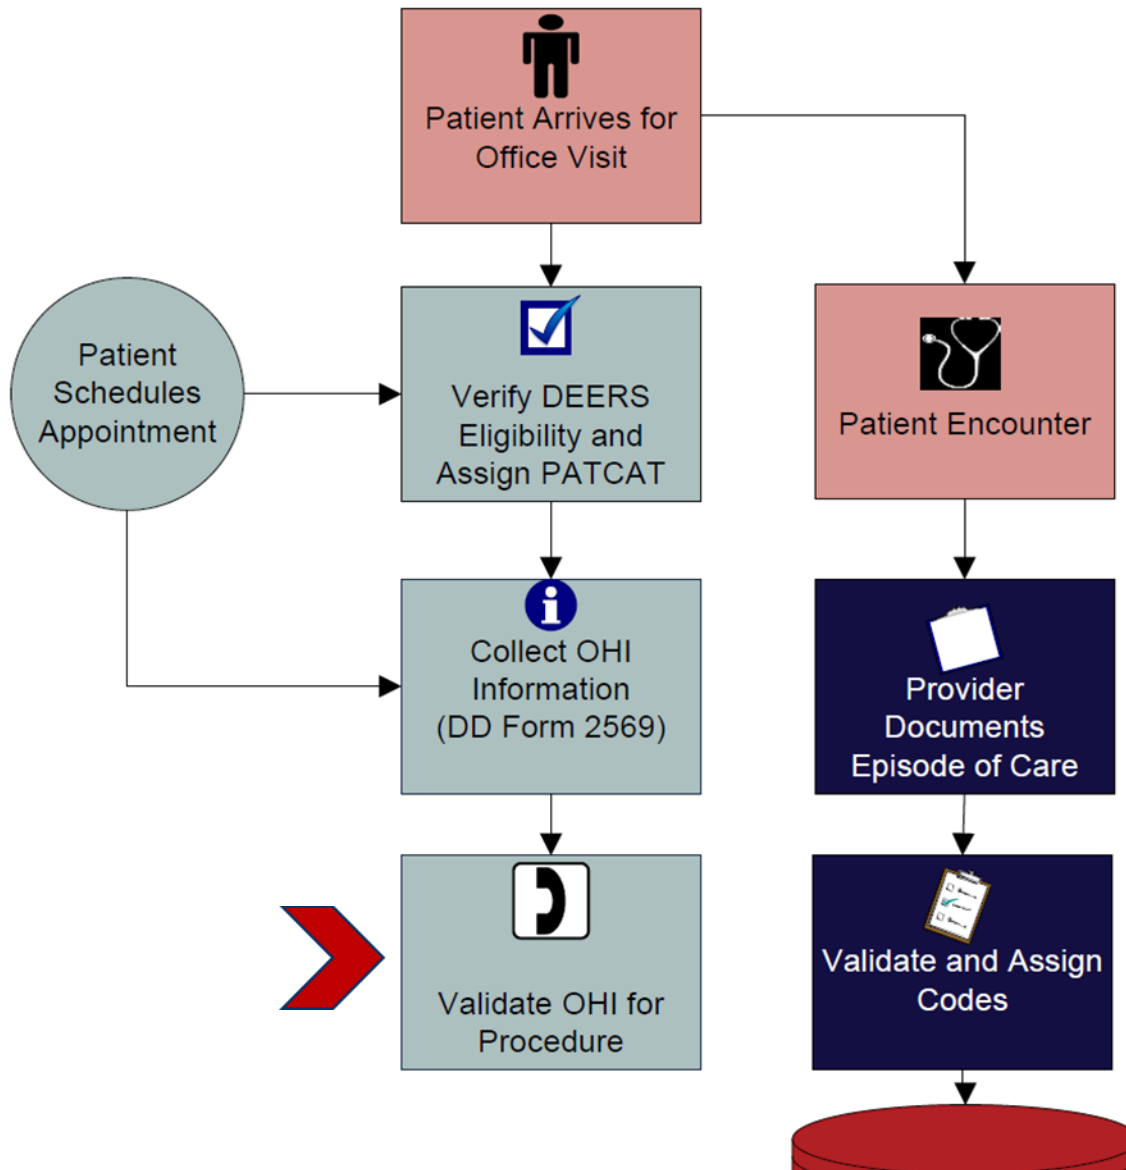 Patient Arrives for
Office Visit
Patient
Schedules
Appointment
Verify DEERS
Eligibility and
Assign PATCAT
Patient Encounter
Collect OHI
Information
(DD Form 2569)
Provider
Documents
Episode of Care
Validate OHI for
Procedure
Validate and Assign
Codes